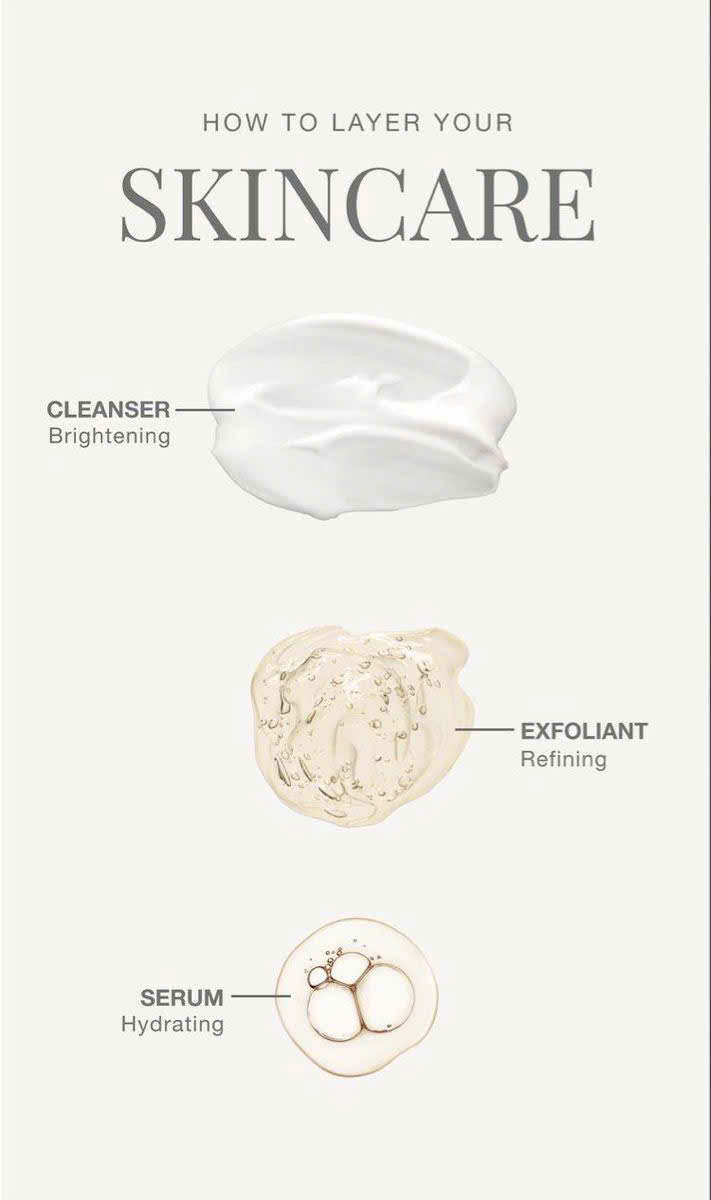 HOW TO LAYER YOUR
SKINCARE
CLEANSER
Brightening
EXFOLIANT
Refining
SERUM
Hydrating